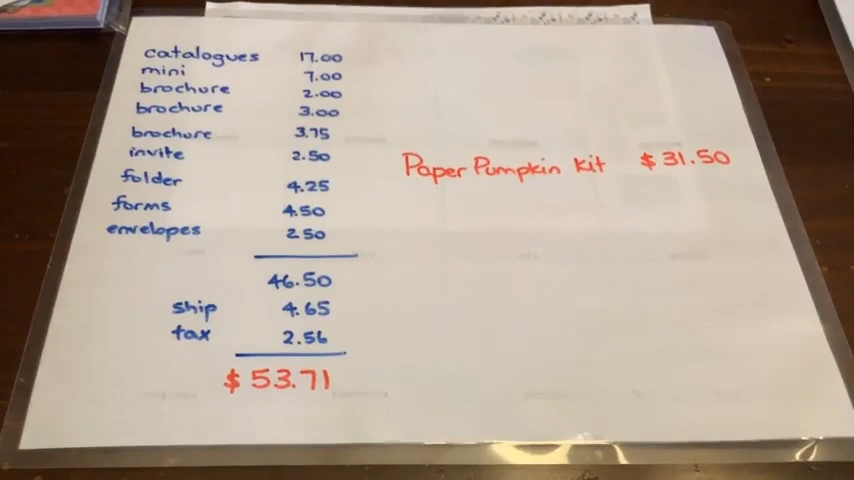 catalogues 17.00
mini 7.00
brochure 2.00
brochure 3.00
brochure 3.75
invite 2.50
folder 4.25
forms 4.50
envelopes 2.50
46.50
ship 4.65
tax 2.56
$ 53.71
Paper Pumpkin kit $31.50